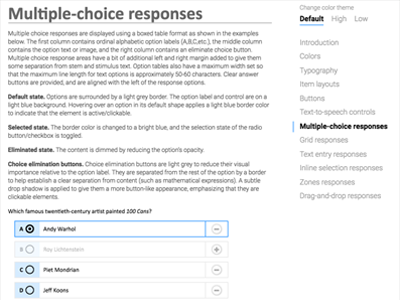 Multiple-choice responses
Multiple choice responses are displayed using a boxed table format as shown in the examples
below. The first column contains ordinal alphabetic option labels (A,B,C,etc.), the middle column
contains the option text or image, and the right column contains an eliminate choice button.
Multiple choice response areas have a bit of additional left and right margin added to give them
some separation from stem and stimulus text. Option tables also have a maximum width set so
that the maximum line length for text options is approximately 50-60 characters. Clear answer
buttons are provided, and are aligned with the left of the response areas.
Default state. Options are surrounded by a light grey border. The option label and control are on a
light blue background. Hovering over an option in its default shape applies a light blue border color
to indicate that the element is active/clickable.
Selected state. The border color is changed to a bright blue, and the selection state of the radio
button/checkbox is toggled.
Eliminated state. The content is dimmed by reducing the option's opacity.
Choice elimination buttons. Choice elimination buttons are light grey to reduce their visual
importance relative to the option label. They are separated from the rest of the option by a border
to help establish a clear separation from content (such as mathematical expressions). A subtle
drop shadow is applied to give them a more button-like appearance, emphasizing that they are
clickable elements.
Which famous twentieth-century artist painted 100 Cans?
A Andy Warhol
B Roy Lichtenstein
C Piet Mondrian
D Jeff Koons
Change color theme
Default High Low
Introduction
Colors
Typography
Item layouts
Buttons
Text-to-speech controls
Multiple-choice responses
Grid responses
Text entry responses
Inline selection responses
Zones responses
Drag-and-drop responses